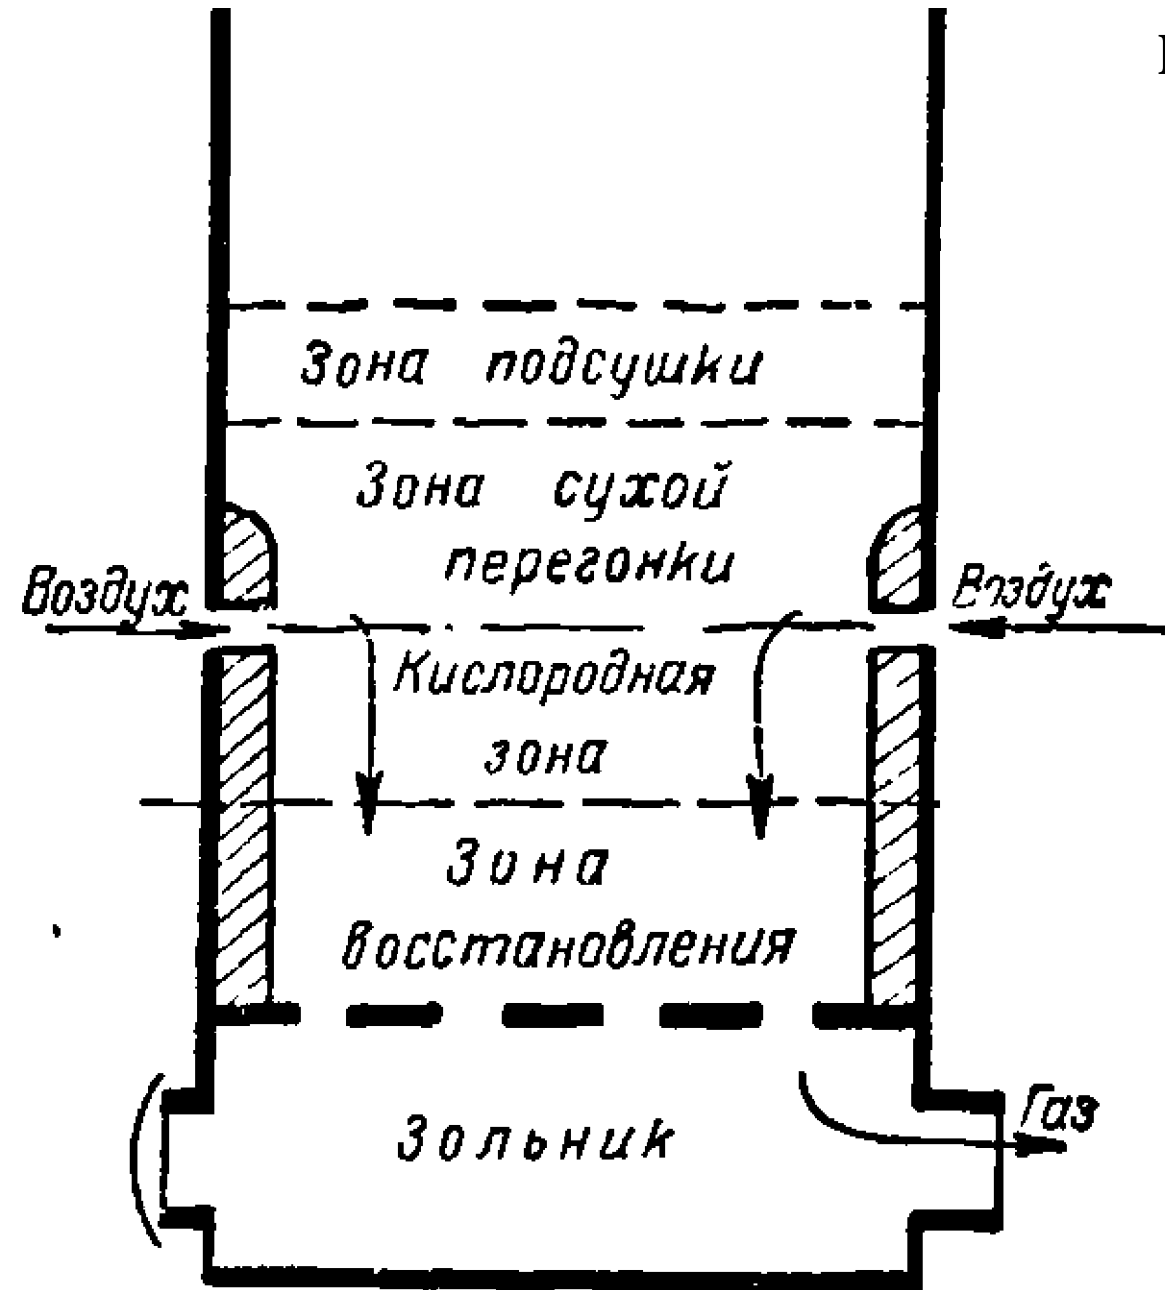 Зона подсушки
Зона сухой
перегонки
Воздух
Воздух
Кислородная
зона
Зона
восстановления
Газ
Зольник